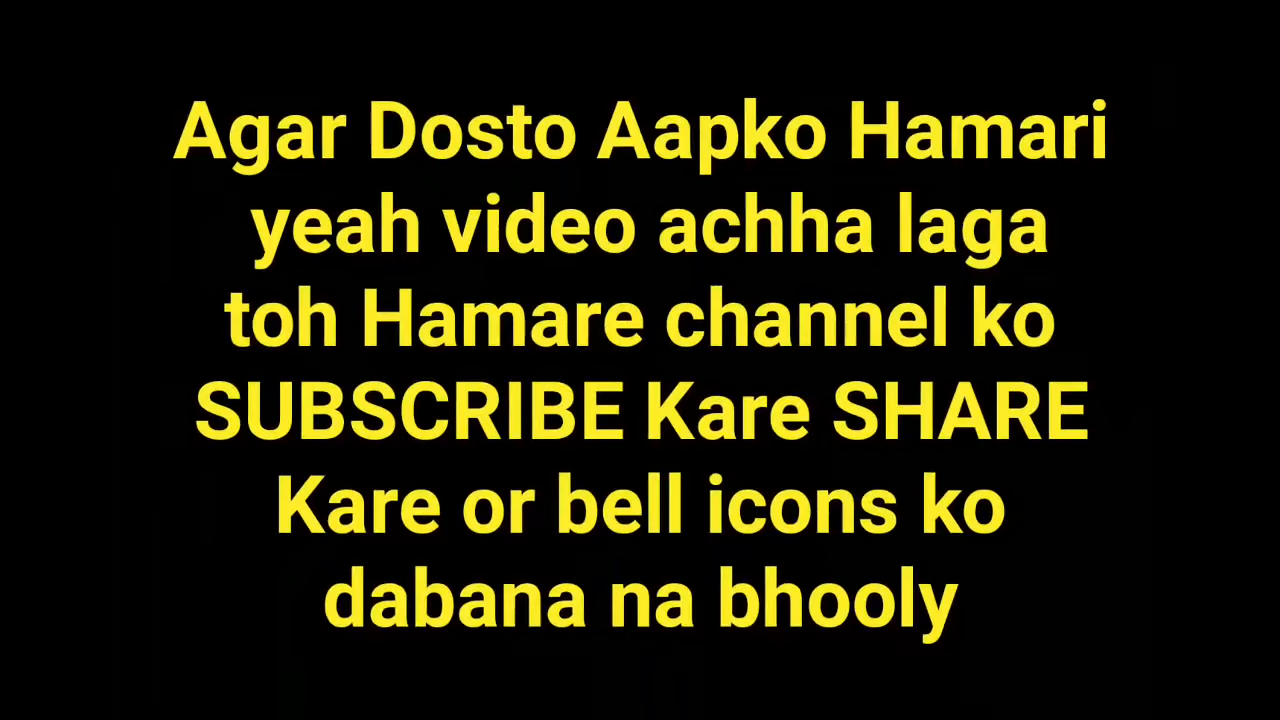 Agar Dosto Aapko Hamari
yeah video achha laga
toh Hamare channel ko
SUBSCRIBE Kare SHARE
Kare or bell icons ko
dabana na bhooly